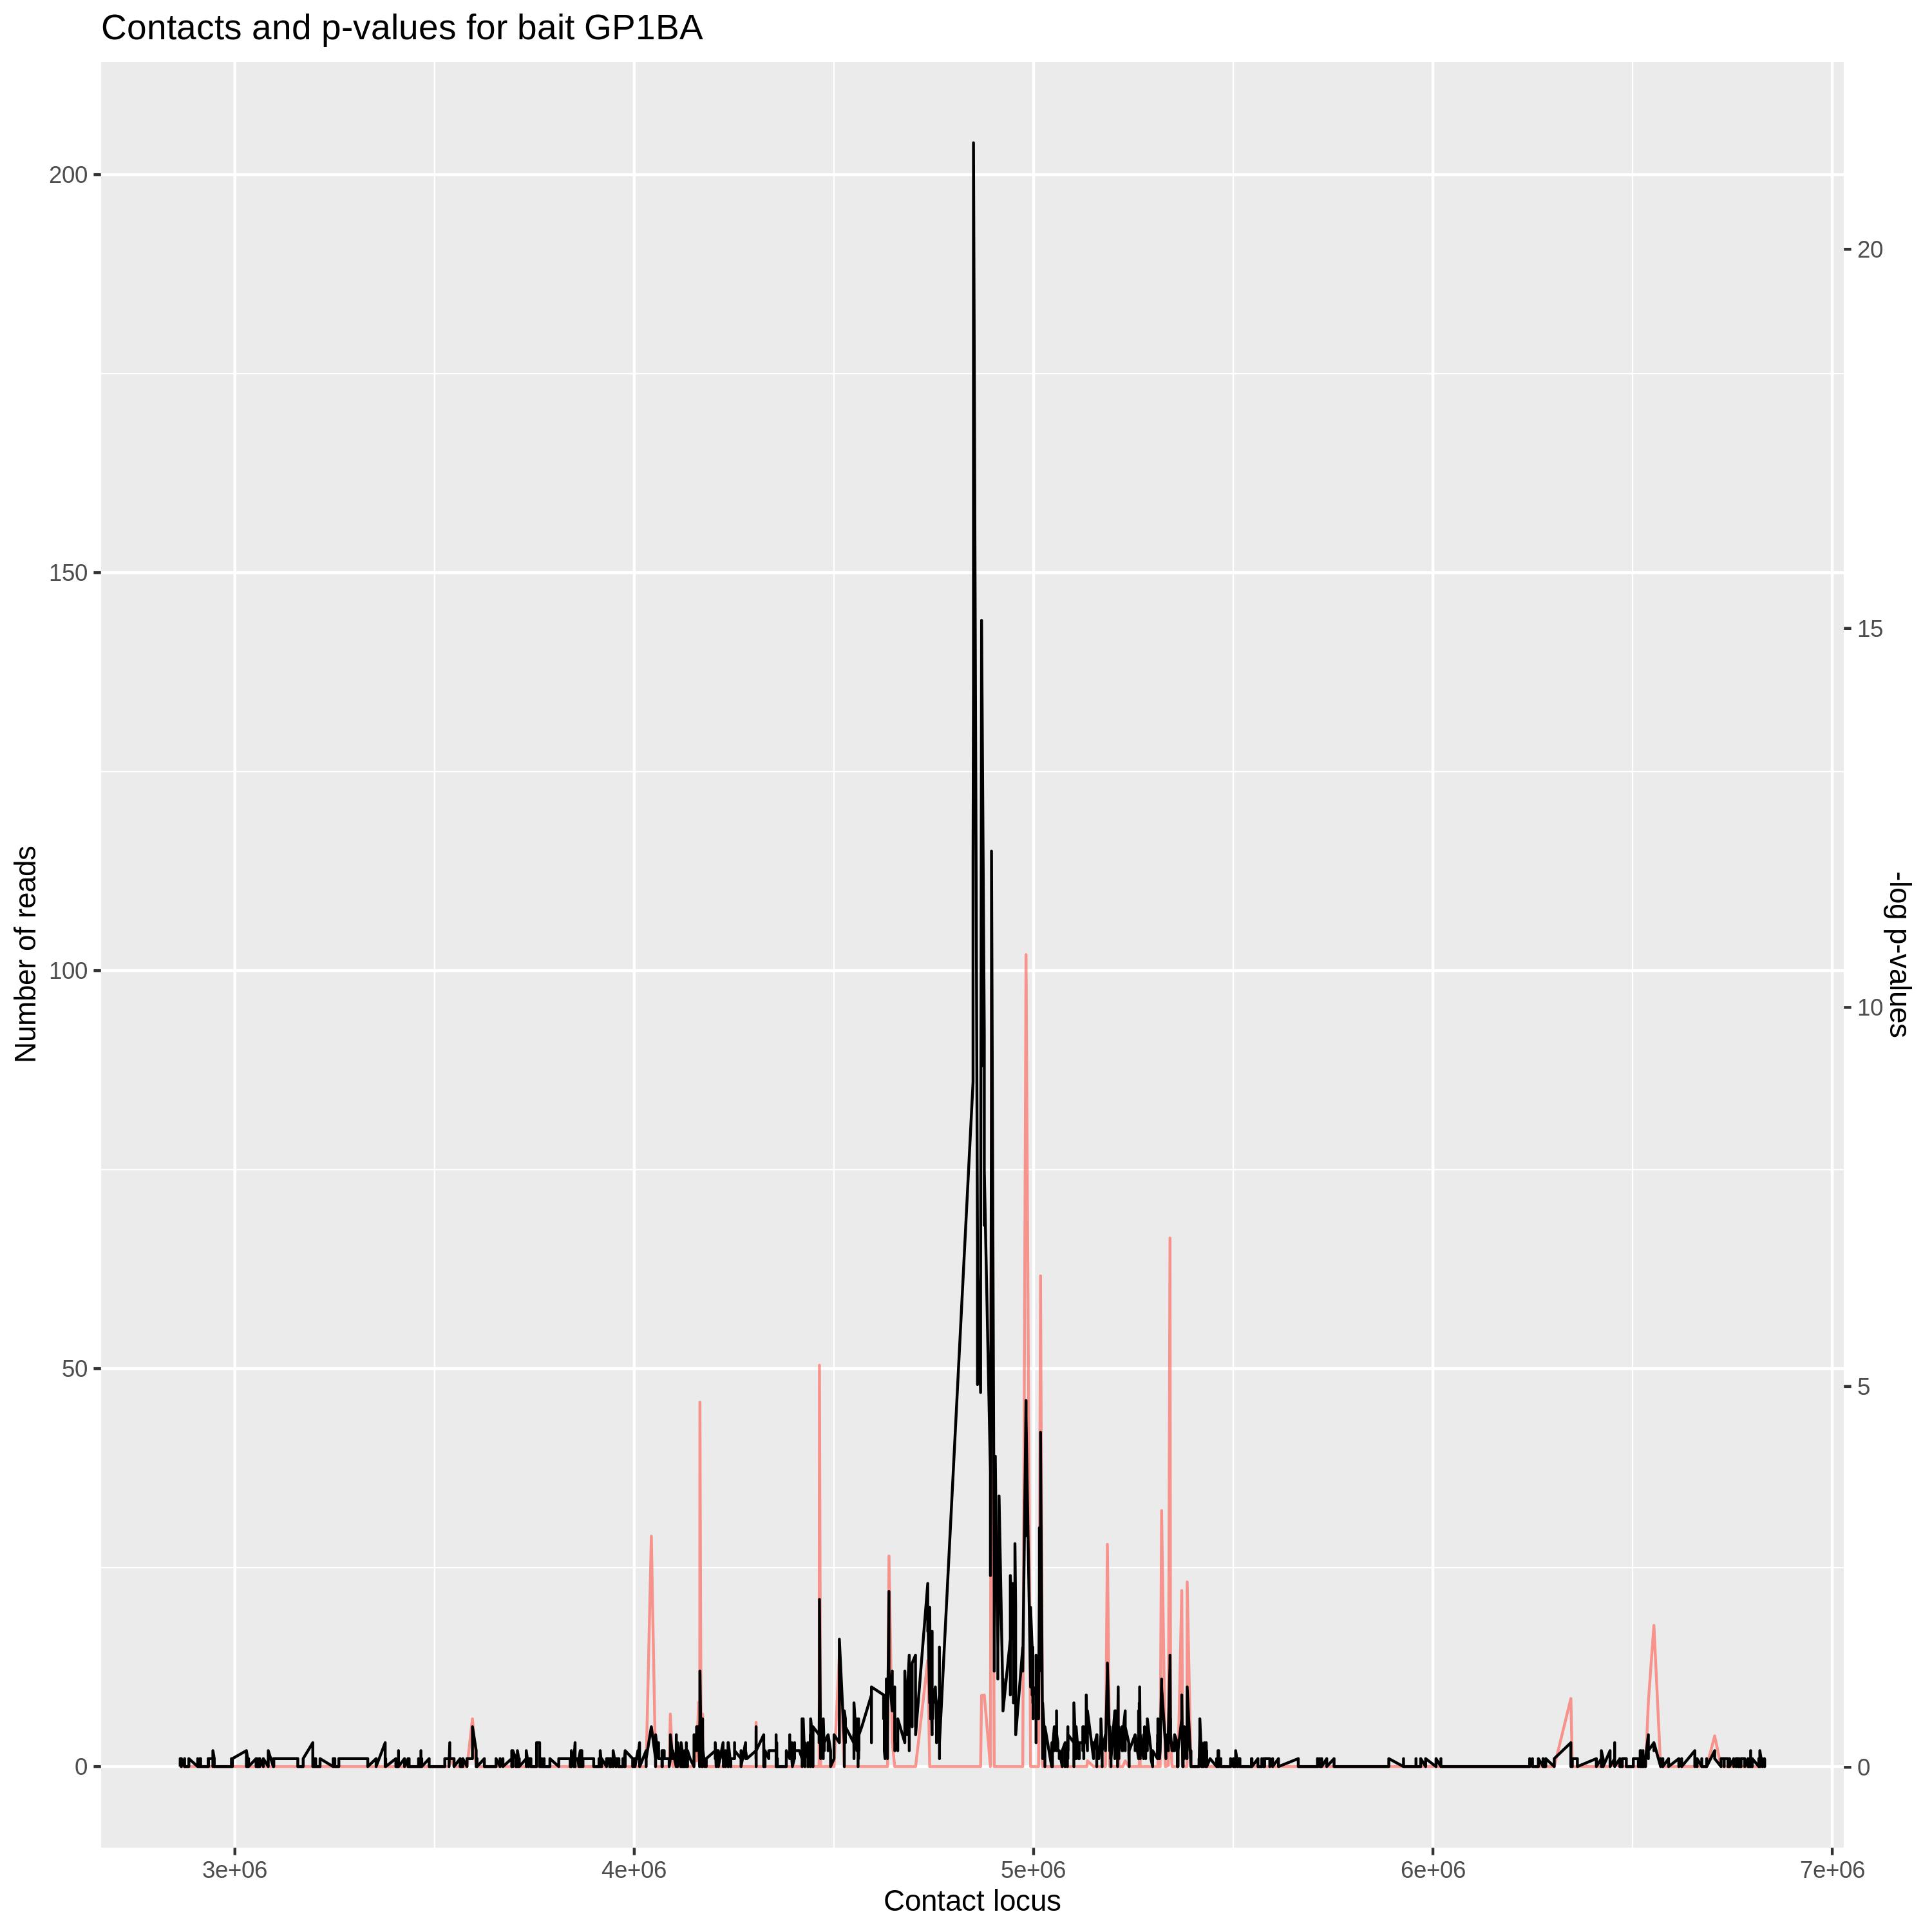 Contacts and p-values for bait GP1BA
200
150
100
50
0
Number of reads
20
15
10
5
0
-log p-values
3e+06
4e+06
5e+06
6e+06
7e+06
Contact locus